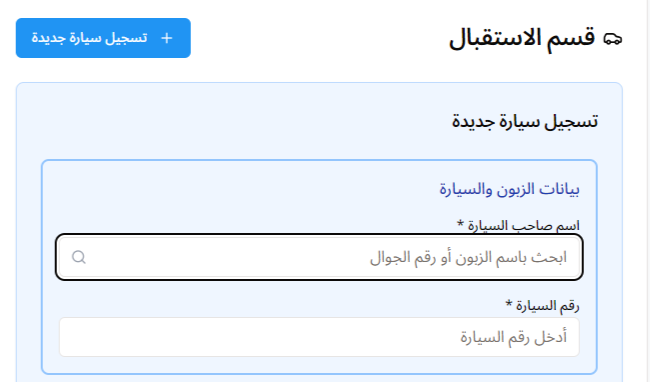 قسم الاستقبال
تسجيل سيارة جديدة +
تسجيل سيارة جديدة
بيانات الزبون والسيارة
اسم صاحب السيارة *
ابحث باسم الزبون أو رقم الجوال
رقم السيارة *
أدخل رقم السيارة